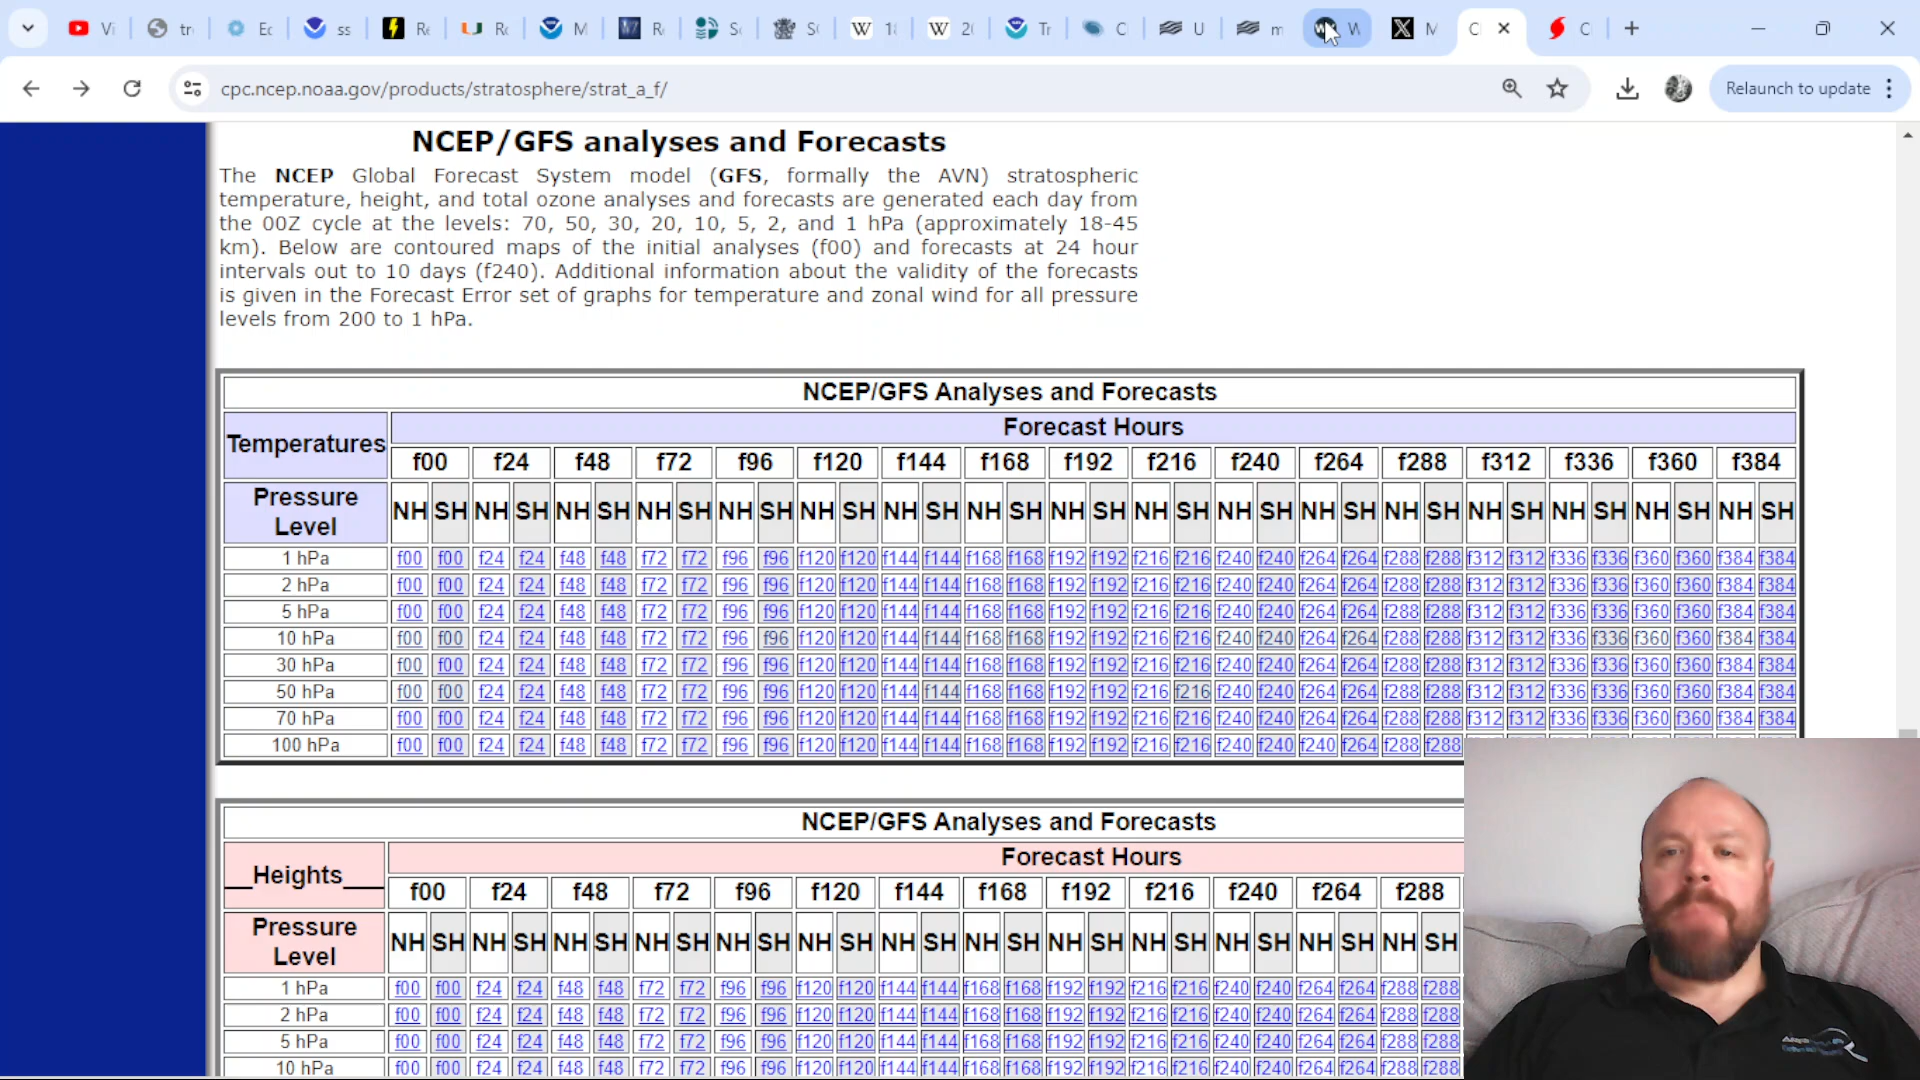 Vi tr Ec ss Re Rc M Re Sc SC 18 20 Tr C U m W M C C
cpc.ncep.noaa.gov/products/stratosphere/strat_a_f/ Relaunch to update
NCEP/GFS analyses and Forecasts
The NCEP Global Forecast System model (GFS, formally the AVN) stratospheric
temperature, height, and total ozone analyses and forecasts are generated each day from
the 00Z cycle at the levels: 70, 50, 30, 20, 10, 5, 2, and 1 hPa (approximately 18-45
km). Below are contoured maps of the initial analyses (f00) and forecasts at 24 hour
intervals out to 10 days (f240). Additional information about the validity of the forecasts
is given in the Forecast Error set of graphs for temperature and zonal wind for all pressure
levels from 200 to 1 hPa.
NCEP/GFS Analyses and Forecasts
Temperatures Forecast Hours
f00 f24 f48 f72 f96 f120 f144 f168 f192 f216 f240 f264 f288 f312 f336 f360 f384
Pressure Level NH SH NH SH NH SH NH SH NH SH NH SH NH SH NH SH NH SH NH SH NH SH NH SH NH SH NH SH NH SH NH SH NH SH
1 hPa f00 f00 f24 f24 f48 f48 f72 f72 f96 f96 f120 f120 f144 f144 f168 f168 f192 f192 f216 f216 f240 f240 f264 f264 f288 f288 f312 f312 f336 f336 f360 f360 f384 f384
2 hPa f00 f00 f24 f24 f48 f48 f72 f72 f96 f96 f120 f120 f144 f144 f168 f168 f192 f192 f216 f216 f240 f240 f264 f264 f288 f288 f312 f312 f336 f336 f360 f360 f384 f384
5 hPa f00 f00 f24 f24 f48 f48 f72 f72 f96 f96 f120 f120 f144 f144 f168 f168 f192 f192 f216 f216 f240 f240 f264 f264 f288 f288 f312 f312 f336 f336 f360 f360 f384 f384
10 hPa f00 f00 f24 f24 f48 f48 f72 f72 f96 f96 f120 f120 f144 f144 f168 f168 f192 f192 f216 f216 f240 f240 f264 f264 f288 f288 f312 f312 f336 f336 f360 f360 f384 f384
30 hPa f00 f00 f24 f24 f48 f48 f72 f72 f96 f96 f120 f120 f144 f144 f168 f168 f192 f192 f216 f216 f240 f240 f264 f264 f288 f288 f312 f312 f336 f336 f360 f360 f384 f384
50 hPa f00 f00 f24 f24 f48 f48 f72 f72 f96 f96 f120 f120 f144 f144 f168 f168 f192 f192 f216 f216 f240 f240 f264 f264 f288 f288 f312 f312 f336 f336 f360 f360 f384 f384
70 hPa f00 f00 f24 f24 f48 f48 f72 f72 f96 f96 f120 f120 f144 f144 f168 f168 f192 f192 f216 f216 f240 f240 f264 f264 f288 f288 f312 f312 f336 f336 f360 f360 f384 f384
100 hPa f00 f00 f24 f24 f48 f48 f72 f72 f96 f96 f120 f120 f144 f144 f168 f168 f192 f192 f216 f216 f240 f240 f240 f264 f288 f288
NCEP/GFS Analyses and Forecasts
__Heights___ Forecast Hours
f00 f24 f48 f72 f96 f120 f144 f168 f192 f216 f240 f264 f288
Pressure Level NH SH NH SH NH SH NH SH NH SH NH SH NH SH NH SH NH SH NH SH NH SH NH SH NH SH
1 hPa f00 f00 f24 f24 f48 f48 f72 f72 f96 f96 f120 f120 f144 f144 f168 f168 f192 f192 f216 f216 f240 f240 f264 f264 f288 f288
2 hPa f00 f00 f24 f24 f48 f48 f72 f72 f96 f96 f120 f120 f144 f144 f168 f168 f192 f192 f216 f216 f240 f240 f264 f264 f288 f288
5 hPa f00 f00 f24 f24 f48 f48 f72 f72 f96 f96 f120 f120 f144 f144 f168 f168 f192 f192 f216 f216 f240 f240 f264 f264 f288 f288
10 hPa f00 f00 f24 f24 f48 f48 f72 f72 f96 f96 f120 f120 f144 f144 f168 f168 f192 f192 f216 f216 f240 f240 f264 f264 f288 f288